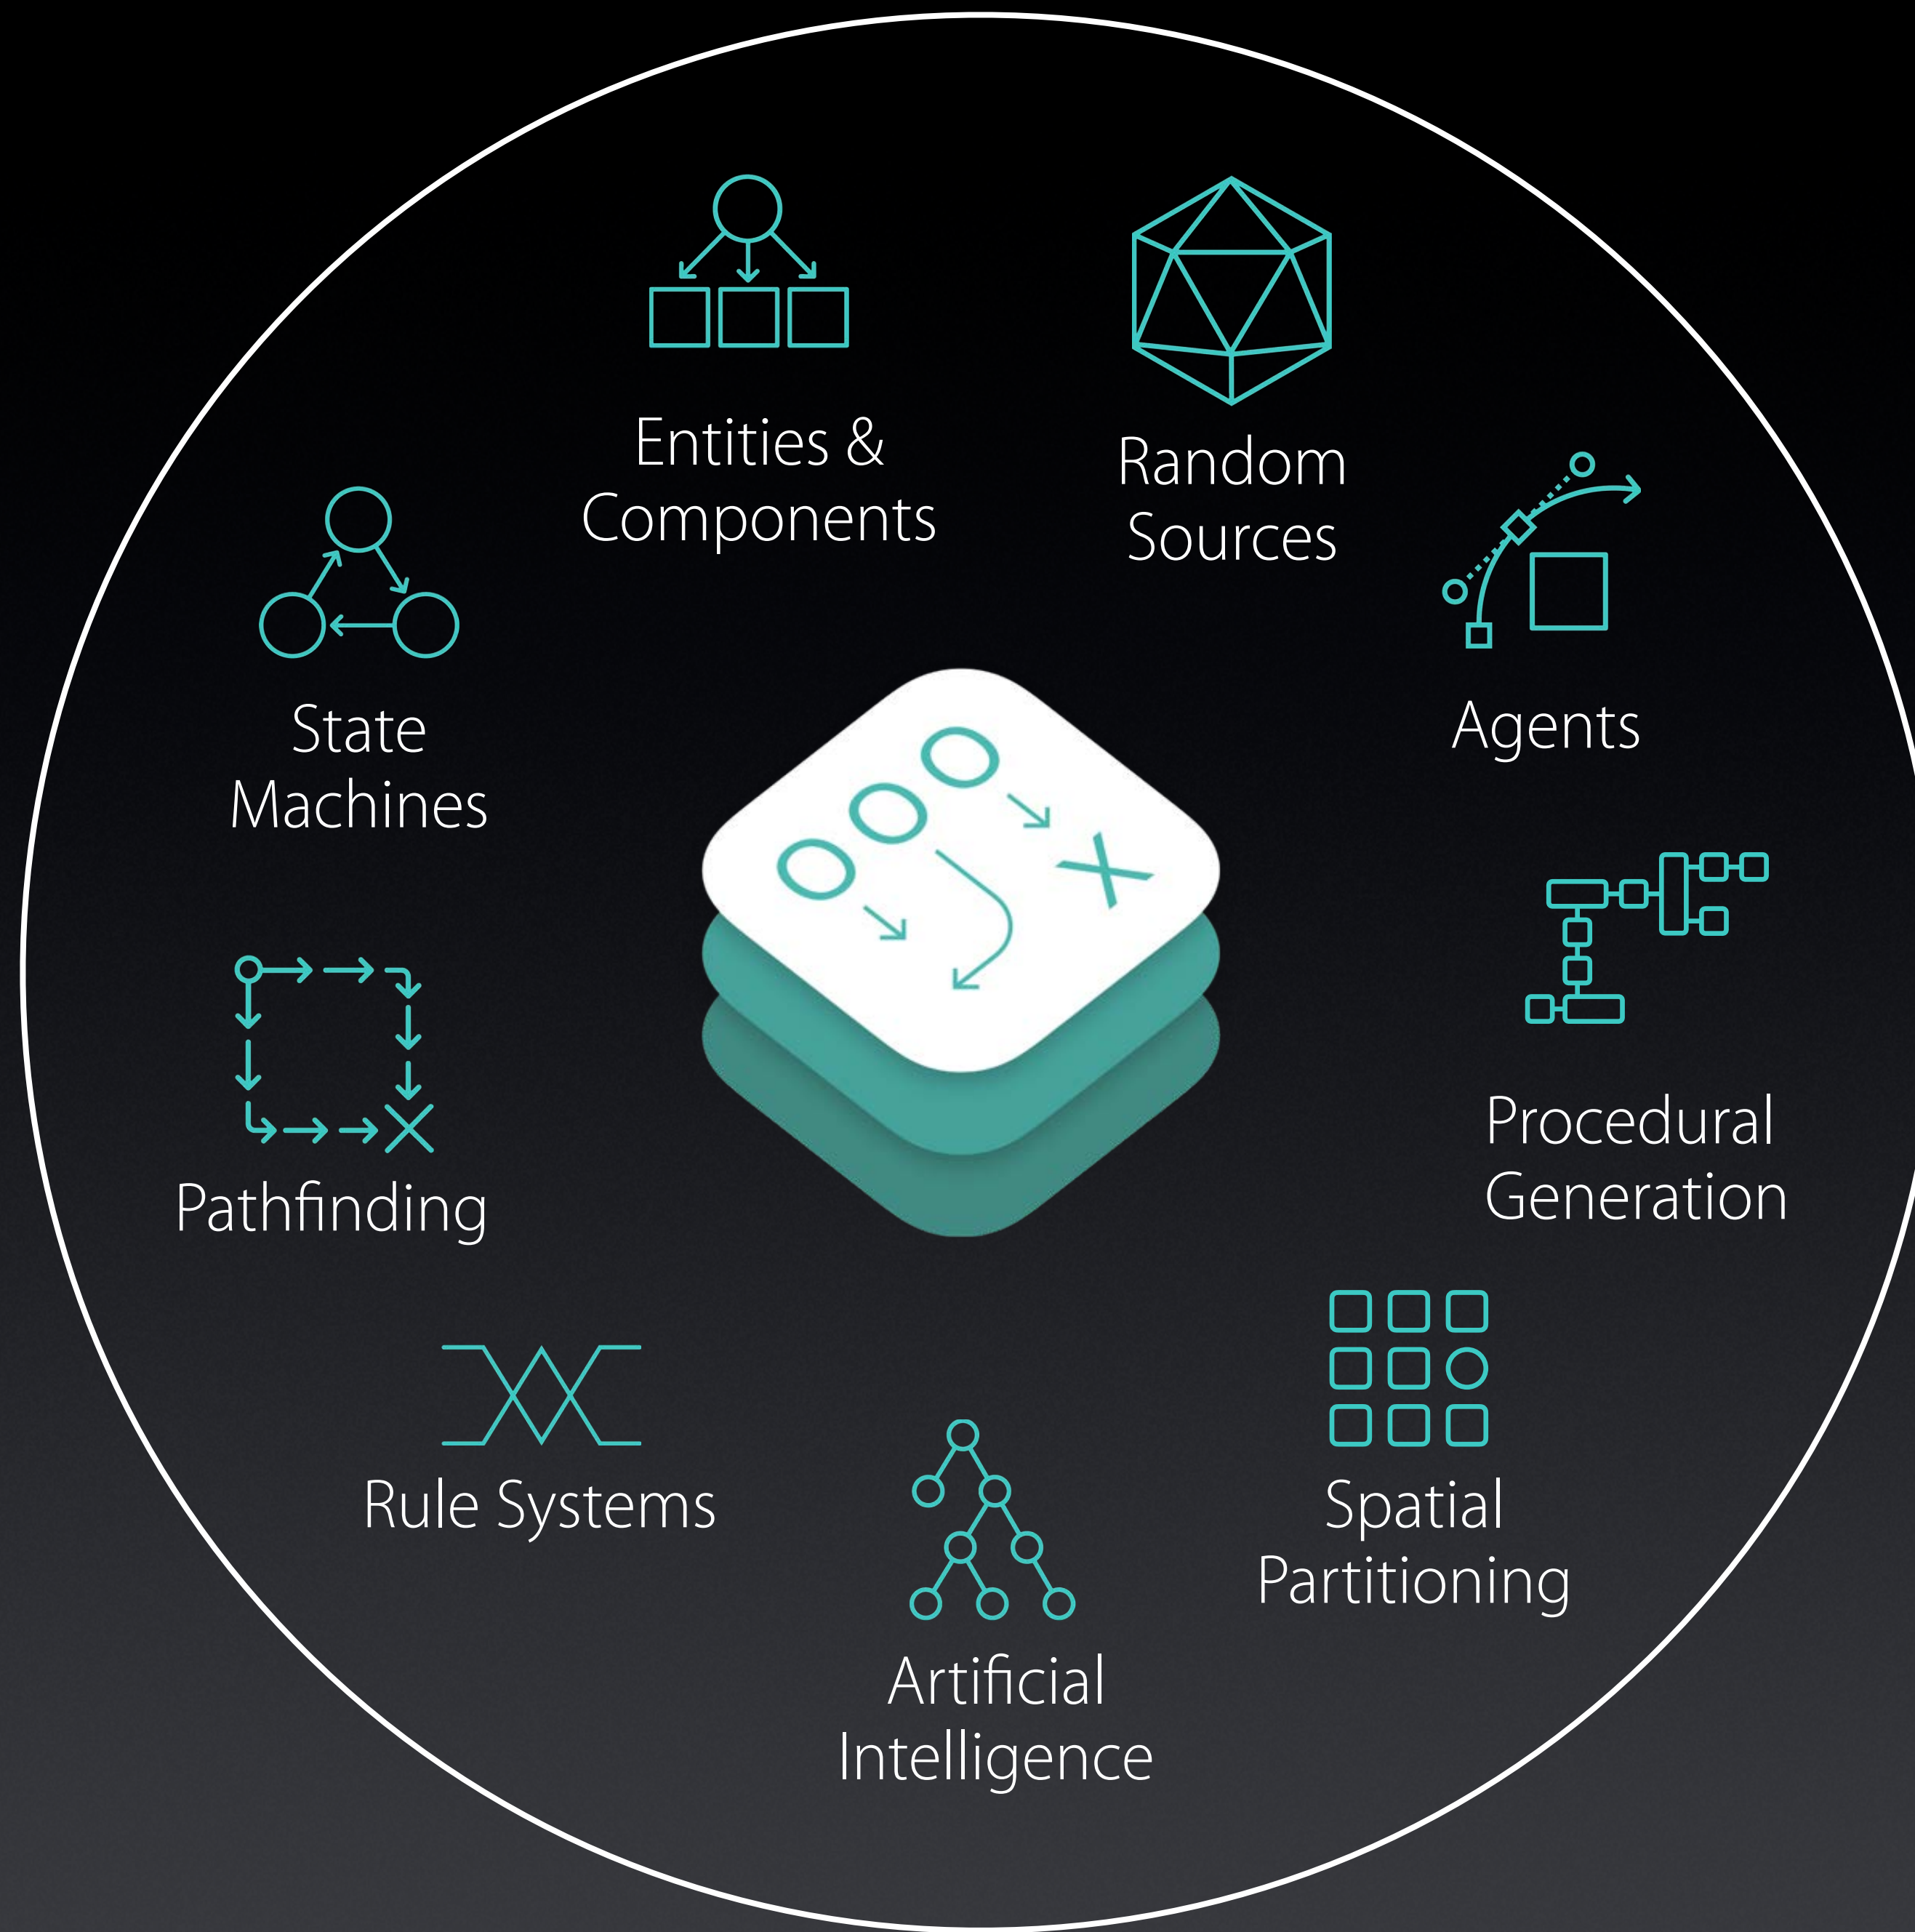 Entities &
Components
Random
Sources
State
Machines
Agents
Pathfinding
Procedural
Generation
Rule Systems
Spatial
Partitioning
Artificial
Intelligence